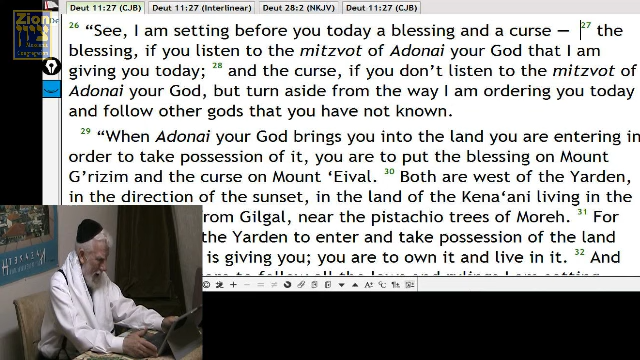 Deut 11:27 (CJB) Deut 11:27 (Interlinear) Deut 28:2 (NKJV) Deut 11:27 (CJB)
26 “See, I am setting before you today a blessing and a curse — 27 the
blessing, if you listen to the mitzvot of Adonai your God that I am
giving you today; 28 and the curse, if you don’t listen to the mitzvot of
Adonai your God, but turn aside from the way I am ordering you today
and follow other gods that you have not known.
29 “When Adonai your God brings you into the land you are entering in
order to take possession of it, you are to put the blessing on Mount
G’rizim and the curse on Mount ‘Eival. 30 Both are west of the Yarden,
in the direction of the sunset, in the land of the Kena‘ani living in the
rom Gilgal, near the pistachio trees of Moreh. 31 For
the Yarden to enter and take possession of the land
is giving you; you are to own it and live in it. 32 And